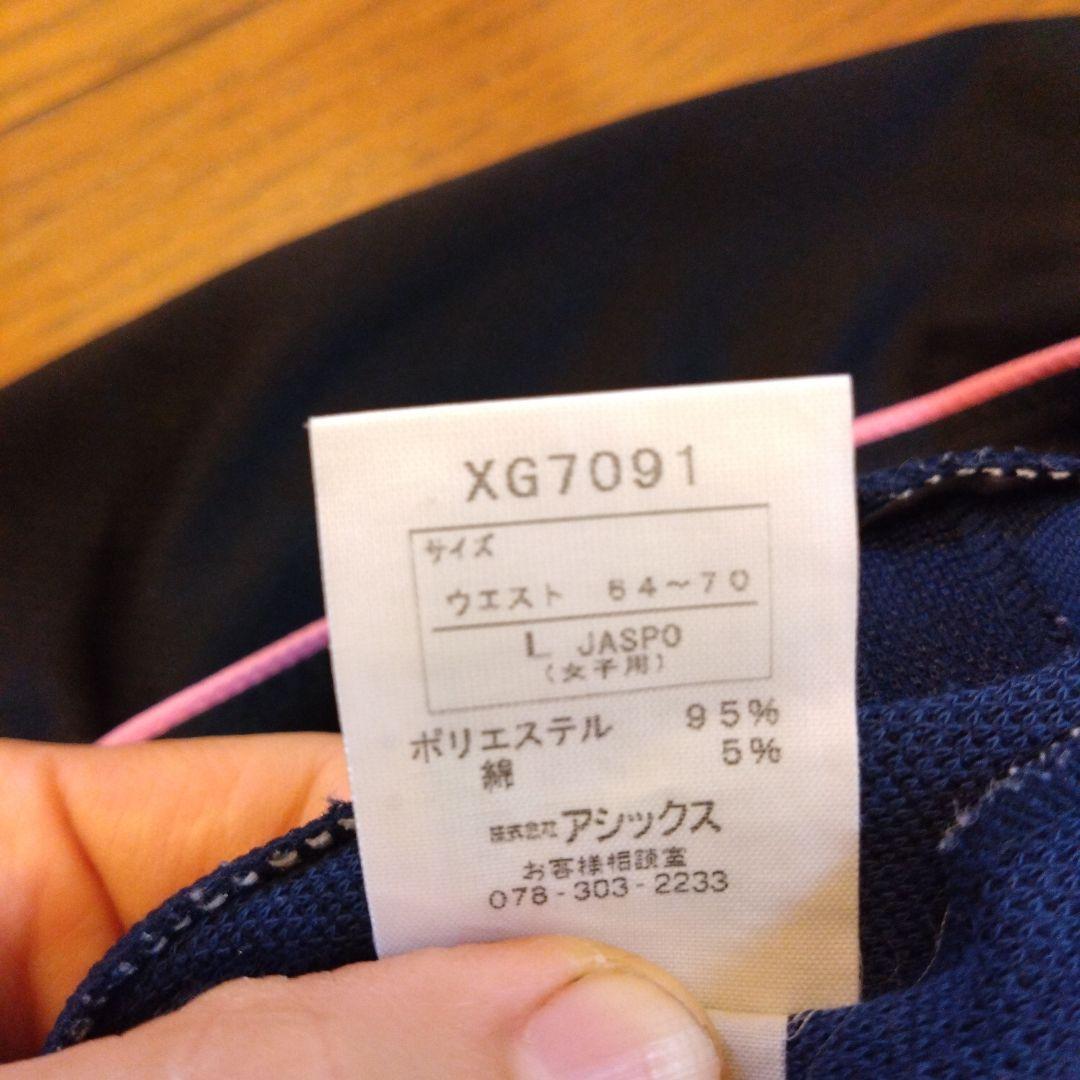 XG7091
サイズ
ウエスト 64～70
L JASPO
(女子用)
ポリエステル 95%
綿 5%
株式会社アシックス
お客様相談室
078-303-2233